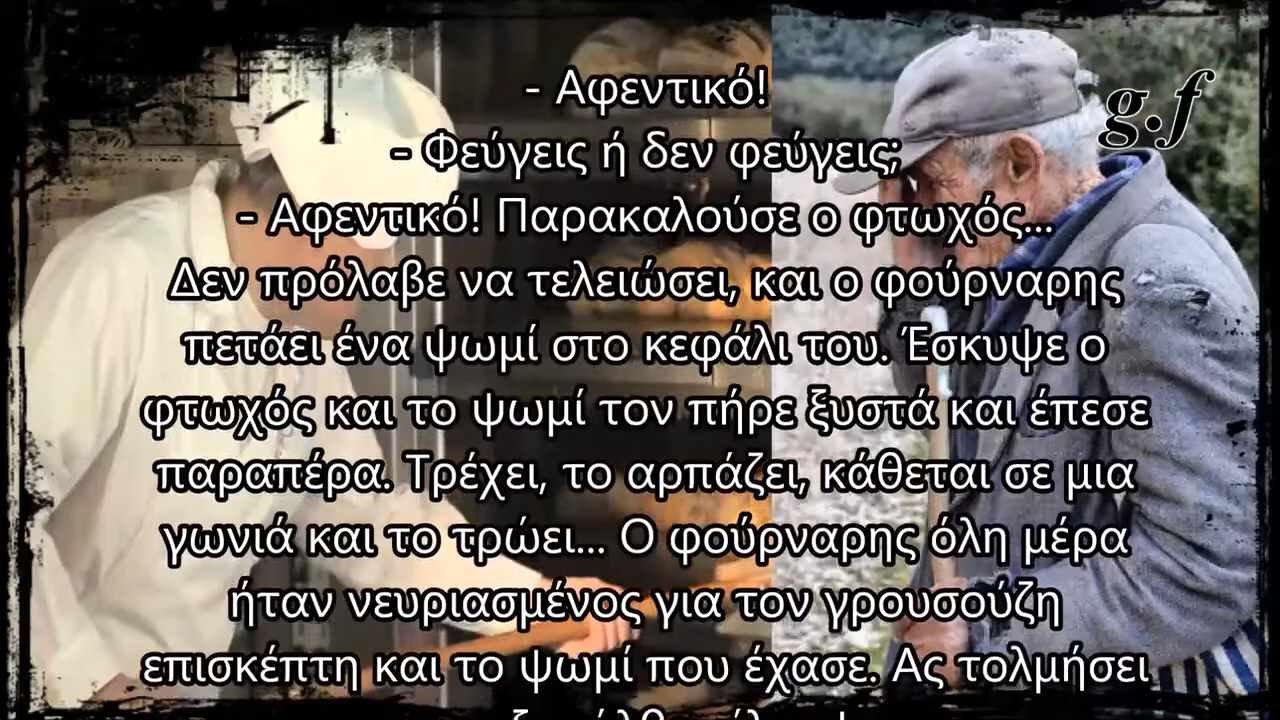 - Αφεντικό!
g.f
- Φεύγεις ή δεν φεύγεις;
- Αφεντικό! Παρακαλούσε ο φτωχός...
Δεν πρόλαβε να τελειώσει, και ο φούρναρης
πετάει ένα ψωμί στο κεφάλι του. Έσκυψε ο
φτωχός και το ψωμί τον πήρε ξυστά και έπεσε
παραπέρα. Τρέχει, το αρπάζει, κάθεται σε μια
γωνιά και το τρώει... Ο φούρναρης όλη μέρα
ήταν νευριασμένος για τον γρουσούζη
επισκέπτη και το ψωμί που έχασε. Ας τολμήσει